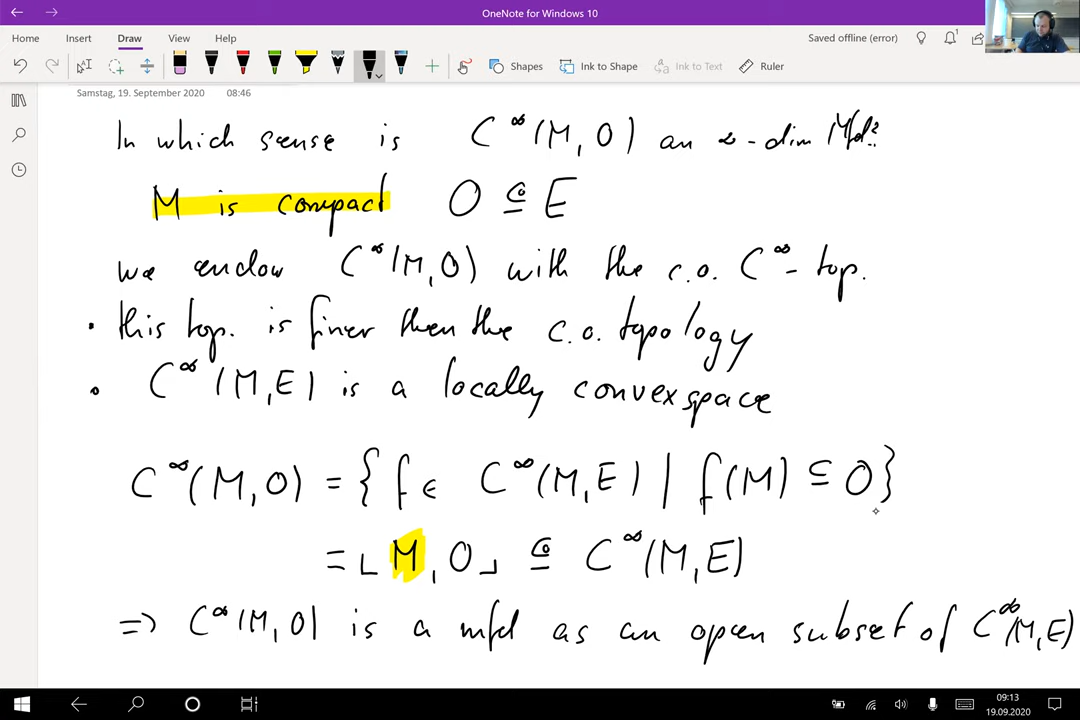 OneNote for Windows 10
Home Insert Draw View Help
Saved offline (error)
Shapes Ink to Shape Ink to Text Ruler
Samstag, 19. September 2020 08:46
In which sense is C^∞(M, O) an ∞-dim Mfd?
M is compact O ⊆° E
we endow C^∞(M, O) with the c.o. C^∞-top.
• this top. is finer then the c.o. topology
• C^∞(M, E) is a locally convex space
C^∞(M, O) = { f ∈ C^∞(M, E) | f(M) ⊆ O }
= ⌊ M, O ⌋ ⊆° C^∞(M, E)
=> C^∞(M, O) is a mfd as an open subset of C^∞(M, E)
09:13
19.09.2020